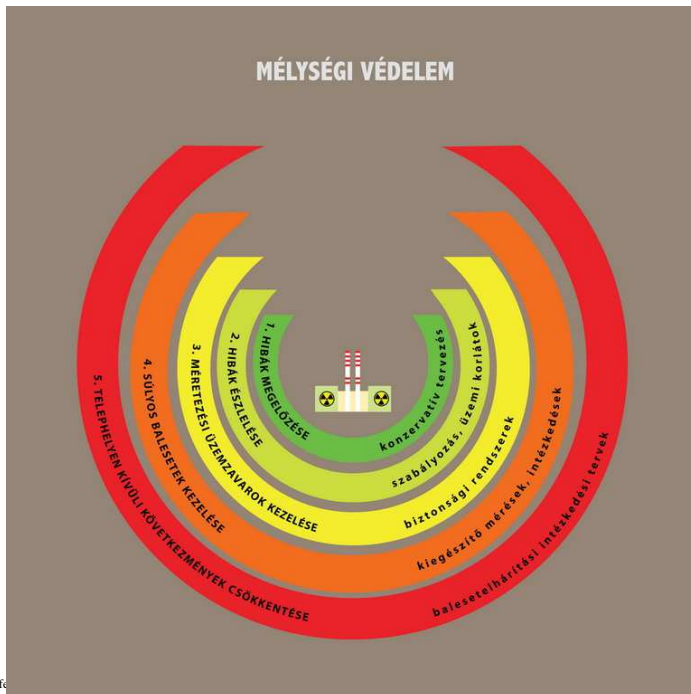 MÉLYSÉGI VÉDELEM
1. HIBÁK MEGELŐZÉSE
konzervatív tervezés
2. HIBÁK ÉSZLELÉSE
szabályozás, üzemi korlátok
3. MÉRETEZÉSI ÜZEMZAVAROK KEZELÉSE
biztonsági rendszerek
4. SÚLYOS BALESETEK KEZELÉSE
kiegészítő mérések, intézkedések
5. TELEPHELYEN KÍVÜLI KÖVETKEZMÉNYEK CSÖKKENTÉSE
balesetelhárítási intézkedési tervek